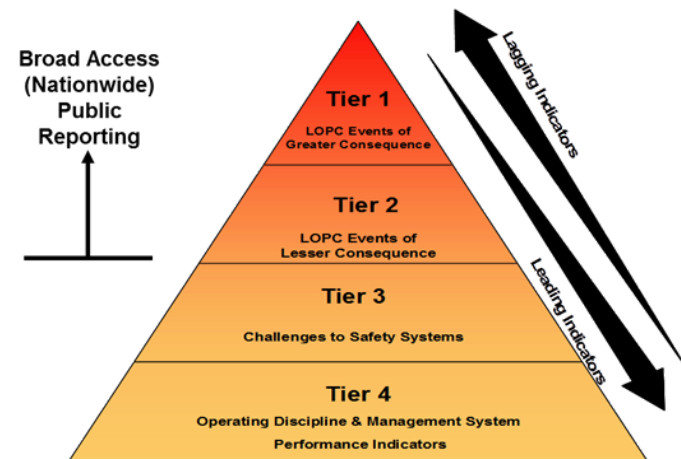 Broad Access
(Nationwide)
Public
Reporting
Tier 1
LOPC Events of
Greater Consequence
Tier 2
LOPC Events of
Lesser Consequence
Tier 3
Challenges to Safety Systems
Tier 4
Operating Discipline & Management System
Performance Indicators
Lagging Indicators
Leading Indicators